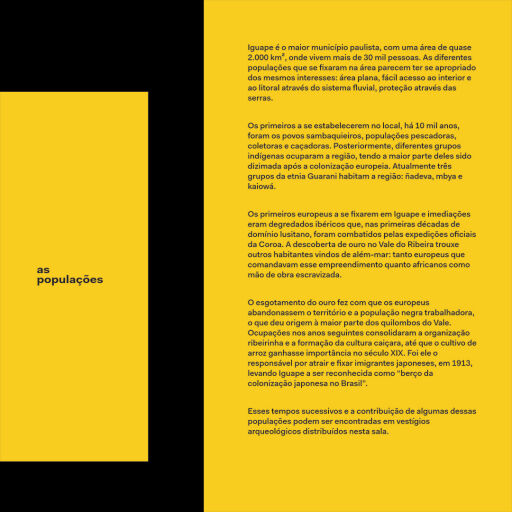 as
populações
Iguape é o maior município paulista, com uma área de quase
2.000 km², onde vivem mais de 30 mil pessoas. As diferentes
populações que se fixaram na área parecem ter se apropriado
dos mesmos interesses: área plana, fácil acesso ao interior e
ao litoral através do sistema fluvial, proteção através das
serras.
Os primeiros a se estabelecerem no local, há 10 mil anos,
foram os povos sambaquieiros, populações pescadoras,
coletoras e caçadoras. Posteriormente, diferentes grupos
indígenas ocuparam a região, tendo a maior parte deles sido
dizimada após a colonização europeia. Atualmente três
grupos da etnia Guarani habitam a região: ñadeva, mbya e
kaiowá.
Os primeiros europeus a se fixarem em Iguape e imediações
eram degredados ibéricos que, nas primeiras décadas de
domínio lusitano, foram combatidos pelas expedições oficiais
da Coroa. A descoberta de ouro no Vale do Ribeira trouxe
outros habitantes vindos de além-mar: tanto europeus que
comandavam esse empreendimento quanto africanos como
mão de obra escravizada.
O esgotamento do ouro fez com que os europeus
abandonassem o território e a população negra trabalhadora,
o que deu origem à maior parte dos quilombos do Vale.
Ocupações nos anos seguintes consolidaram a organização
ribeirinha e a formação da cultura caiçara, até que o cultivo de
arroz ganhasse importância no século XIX. Foi ele o
responsável por atrair e fixar imigrantes japoneses, em 1913,
levando Iguape a ser reconhecida como "berço da
colonização japonesa no Brasil".
Esses tempos sucessivos e a contribuição de algumas dessas
populações podem ser encontradas em vestígios
arqueológicos distribuídos nesta sala.